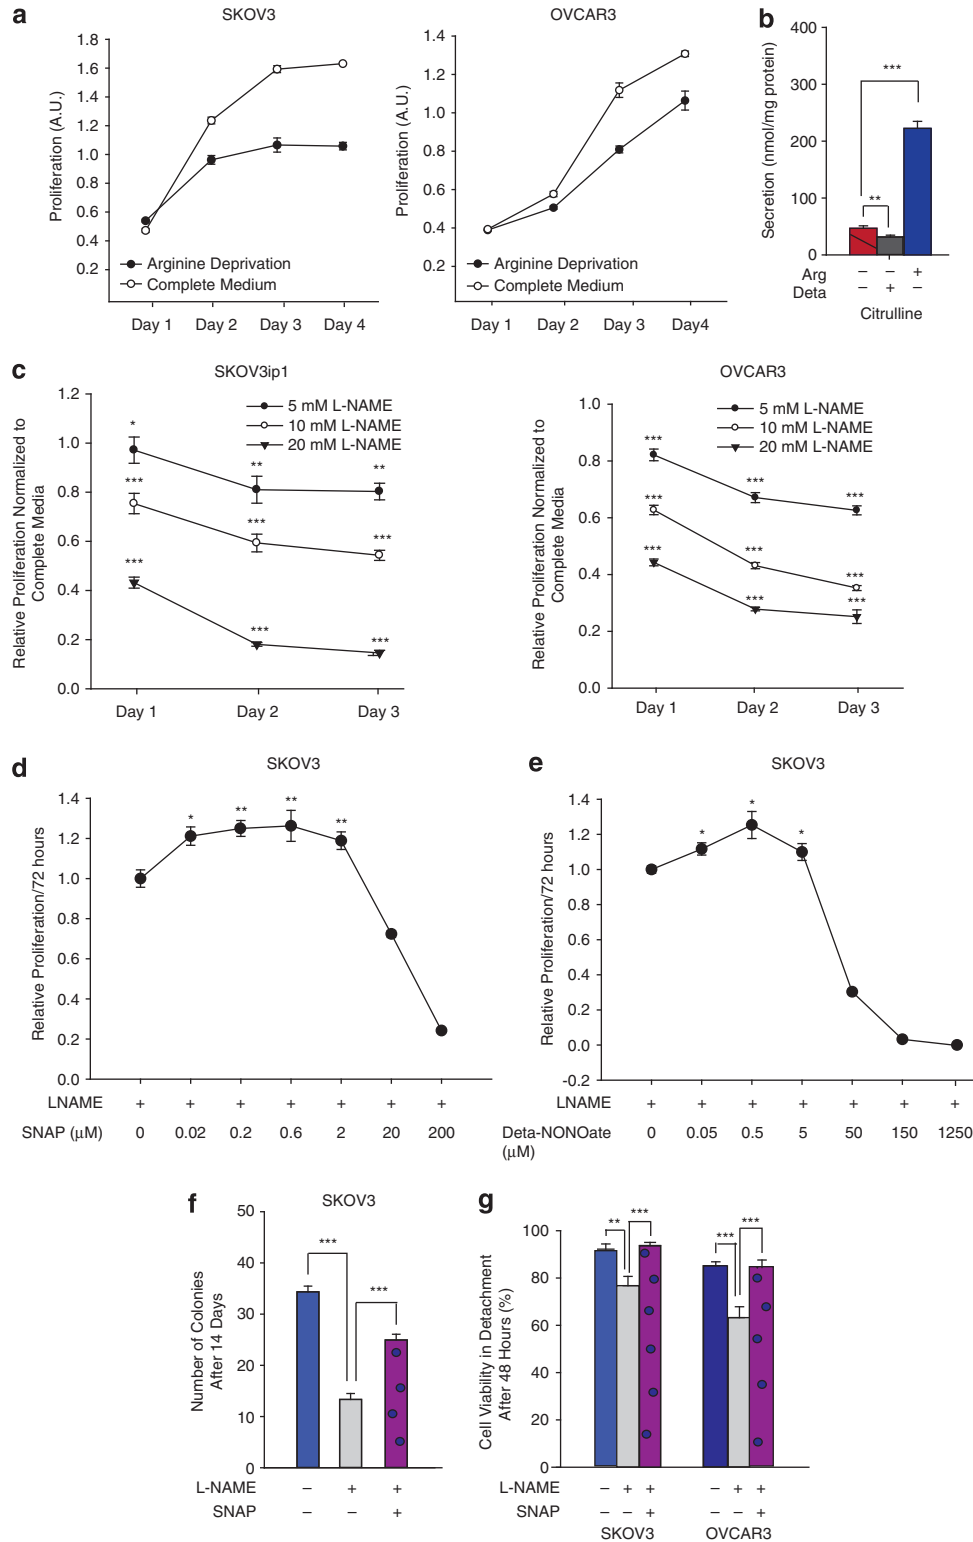 a
SKOV3
Proliferation (A.U.)
1.8
1.6
1.4
1.2
1.0
0.8
0.6
0.4
0.2
Arginine Deprivation
Complete Medium
Day 1 Day 2 Day 3 Day 4
OVCAR3
Proliferation (A.U.)
1.4
1.2
1.0
0.8
0.6
0.4
0.2
Arginine Deprivation
Complete Medium
Day 1 Day 2 Day 3 Day4
b
Secretion (nmol/mg protein)
400
300
200
100
0
***
**
Arg – – +
Deta – + –
Citrulline
c
SKOV3ip1
Relative Proliferation Normalized to
Complete Media
1.2
1.0
0.8
0.6
0.4
0.2
0.0
5 mM L-NAME
10 mM L-NAME
20 mM L-NAME
* ** **
*** *** ***
*** *** ***
Day 1 Day 2 Day 3
OVCAR3
Relative Proliferation Normalized to
Complete Media
1.0
0.8
0.6
0.4
0.2
0.0
5 mM L-NAME
10 mM L-NAME
20 mM L-NAME
*** *** ***
*** *** ***
*** *** ***
Day 1 Day 2 Day 3
d
SKOV3
Relative Proliferation/72 hours
1.4
1.2
1.0
0.8
0.6
0.4
0.2
0.0
* ** ** **
LNAME + + + + + + +
SNAP (μM) 0 0.02 0.2 0.6 2 20 200
e
SKOV3
Relative Proliferation/72 hours
1.4
1.2
1.0
0.8
0.6
0.4
0.2
0.0
-0.2
* * *
LNAME + + + + + + +
Deta-NONOate 0 0.05 0.5 5 50 150 1250
(μM)
f
SKOV3
Number of Colonies
After 14 Days
50
40
30
20
10
0
***
***
L-NAME – + +
SNAP – – +
g
Cell Viability in Detachment
After 48 Hours (%)
100
80
60
40
20
0
** *** *** ***
– + + – + +
– – + – – +
SKOV3 OVCAR3